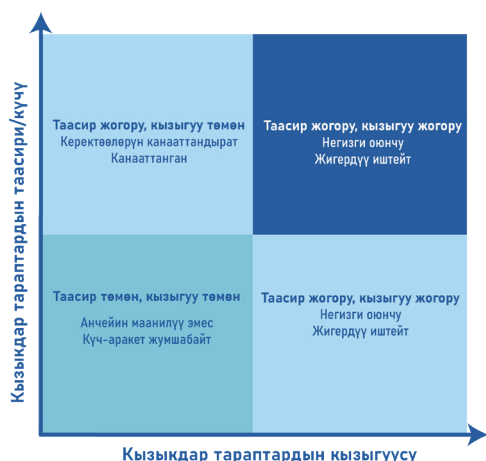 Кызыкдар тараптардын таасири/күчү
Таасир жогору, кызыгуу төмөн
Керектөөлөрүн канааттандырат
Канааттанган
Таасир жогору, кызыгуу жогору
Негизги оюнчу
Жигердүү иштейт
Таасир төмөн, кызыгуу төмөн
Анчейин маанилүү эмес
Күч-аракет жумшабайт
Таасир жогору, кызыгуу жогору
Негизги оюнчу
Жигердүү иштейт
Кызыкдар тараптардын кызыгуусу